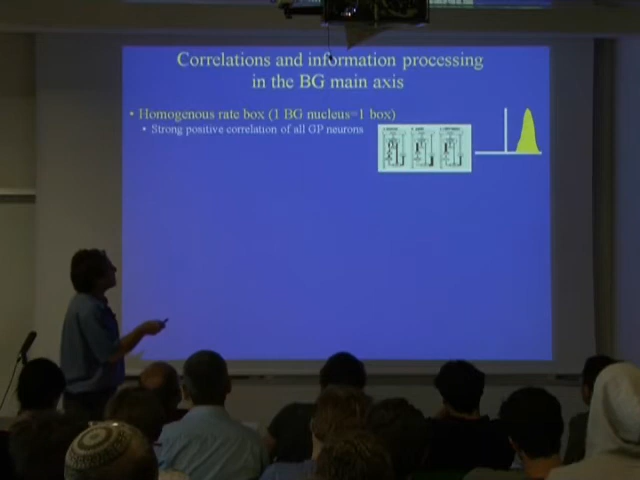 Correlations and information processing
in the BG main axis
• Homogenous rate box (1 BG nucleus=1 box)
• Strong positive correlation of all GP neurons